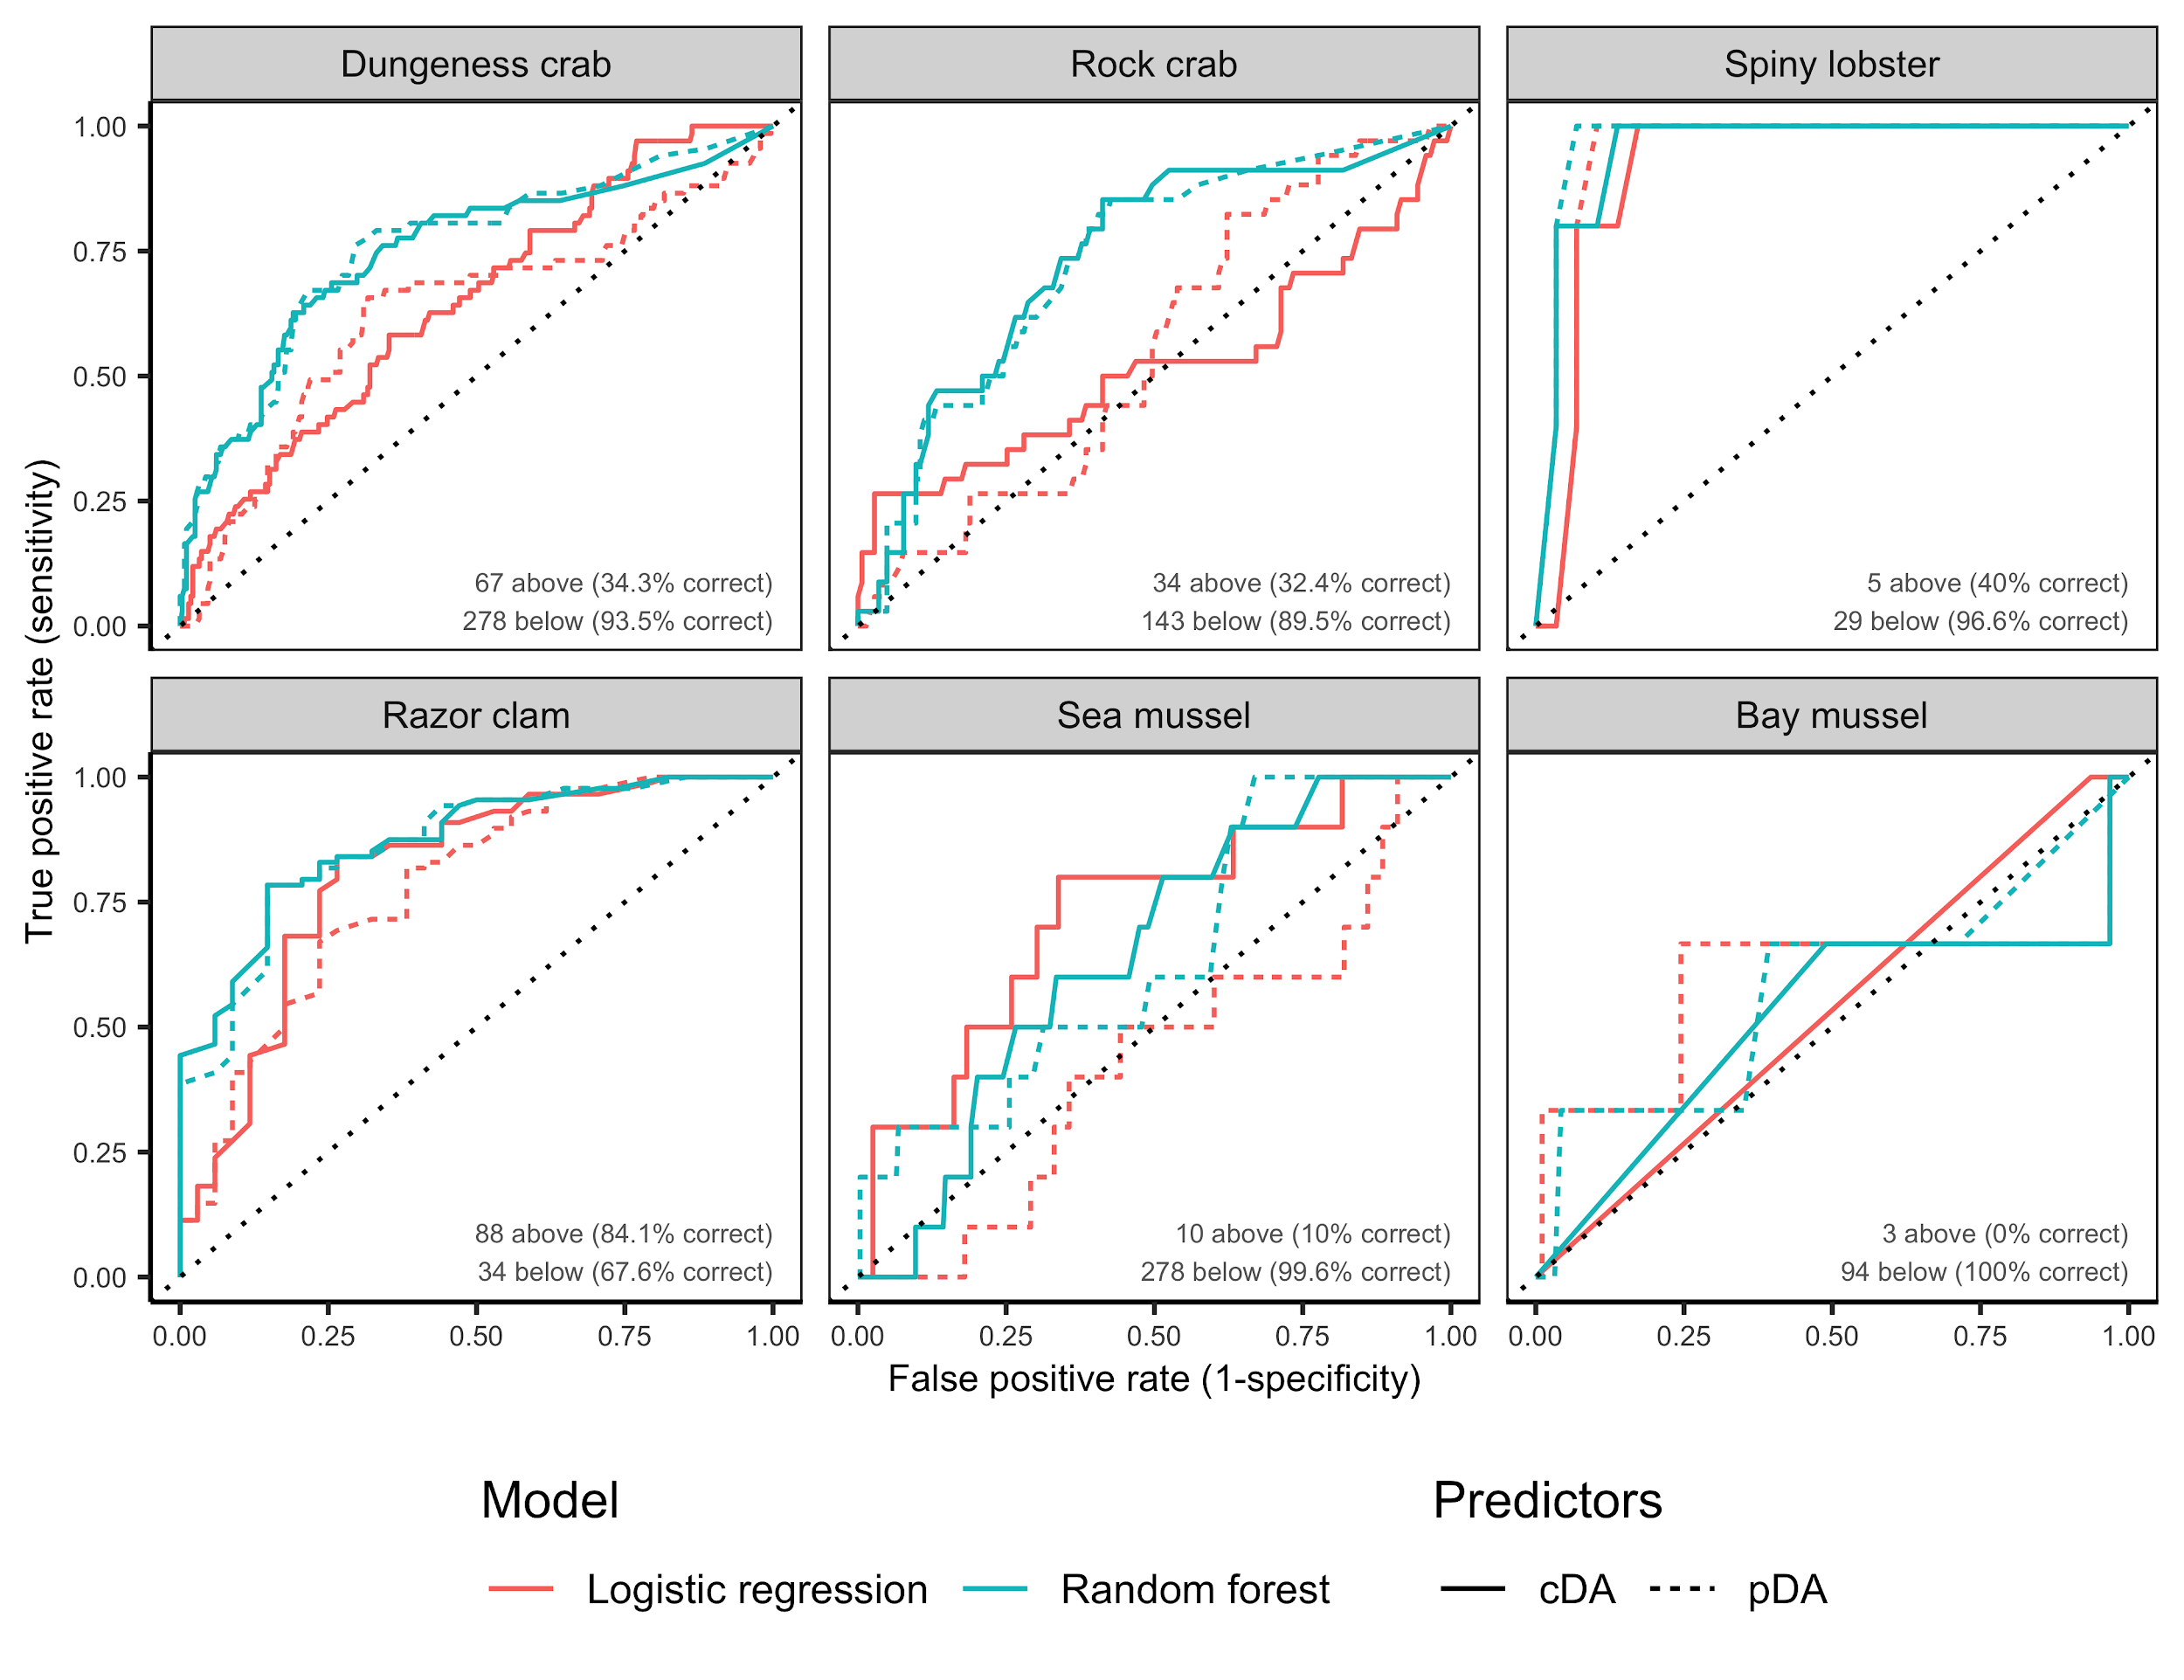 Dungeness crab
Rock crab
Spiny lobster
True positive rate (sensitivity)
1.00
0.75
0.50
0.25
0.00
67 above (34.3% correct)
278 below (93.5% correct)
34 above (32.4% correct)
143 below (89.5% correct)
5 above (40% correct)
29 below (96.6% correct)
Razor clam
Sea mussel
Bay mussel
1.00
0.75
0.50
0.25
0.00
88 above (84.1% correct)
34 below (67.6% correct)
10 above (10% correct)
278 below (99.6% correct)
3 above (0% correct)
94 below (100% correct)
0.00 0.25 0.50 0.75 1.00
0.00 0.25 0.50 0.75 1.00
0.00 0.25 0.50 0.75 1.00
False positive rate (1-specificity)
Model
Logistic regression
Random forest
Predictors
cDA
pDA